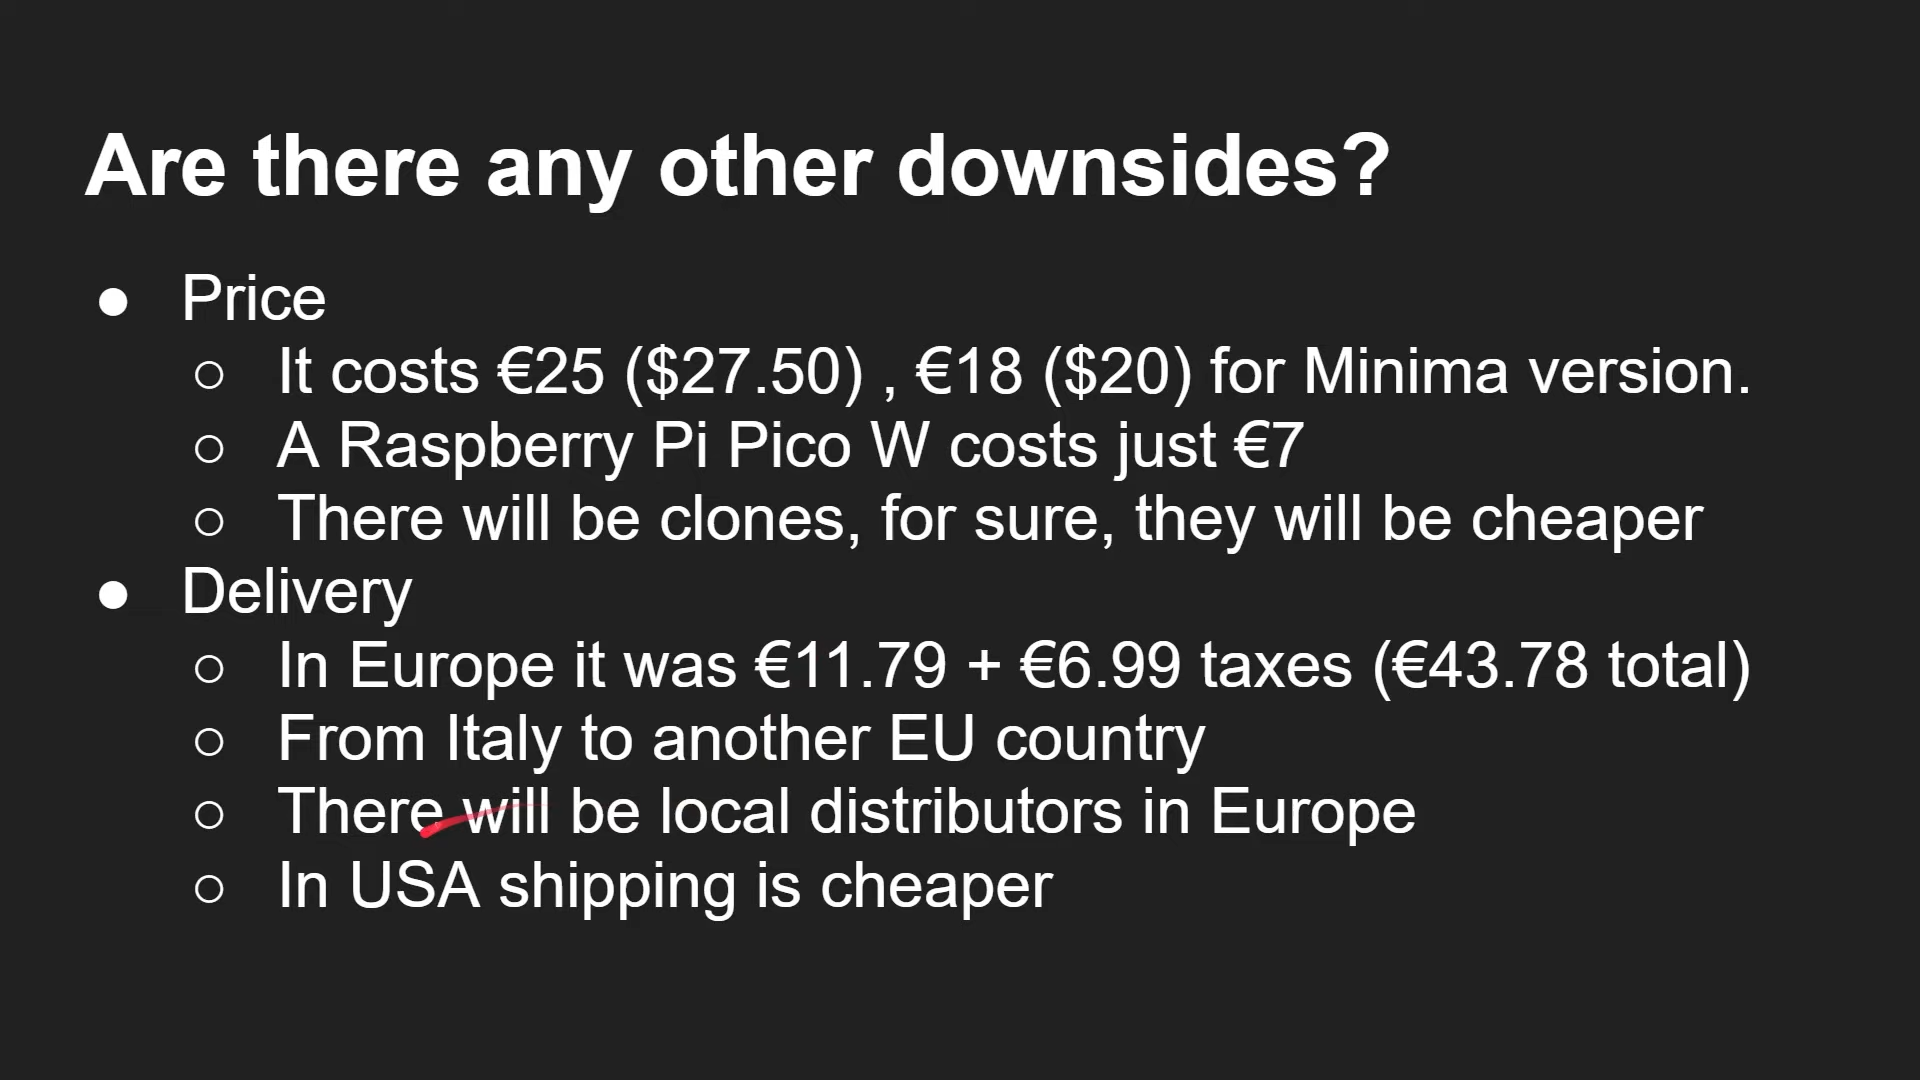 Are there any other downsides?
● Price
○ It costs €25 ($27.50) , €18 ($20) for Minima version.
○ A Raspberry Pi Pico W costs just €7
○ There will be clones, for sure, they will be cheaper
● Delivery
○ In Europe it was €11.79 + €6.99 taxes (€43.78 total)
○ From Italy to another EU country
○ There will be local distributors in Europe
○ In USA shipping is cheaper